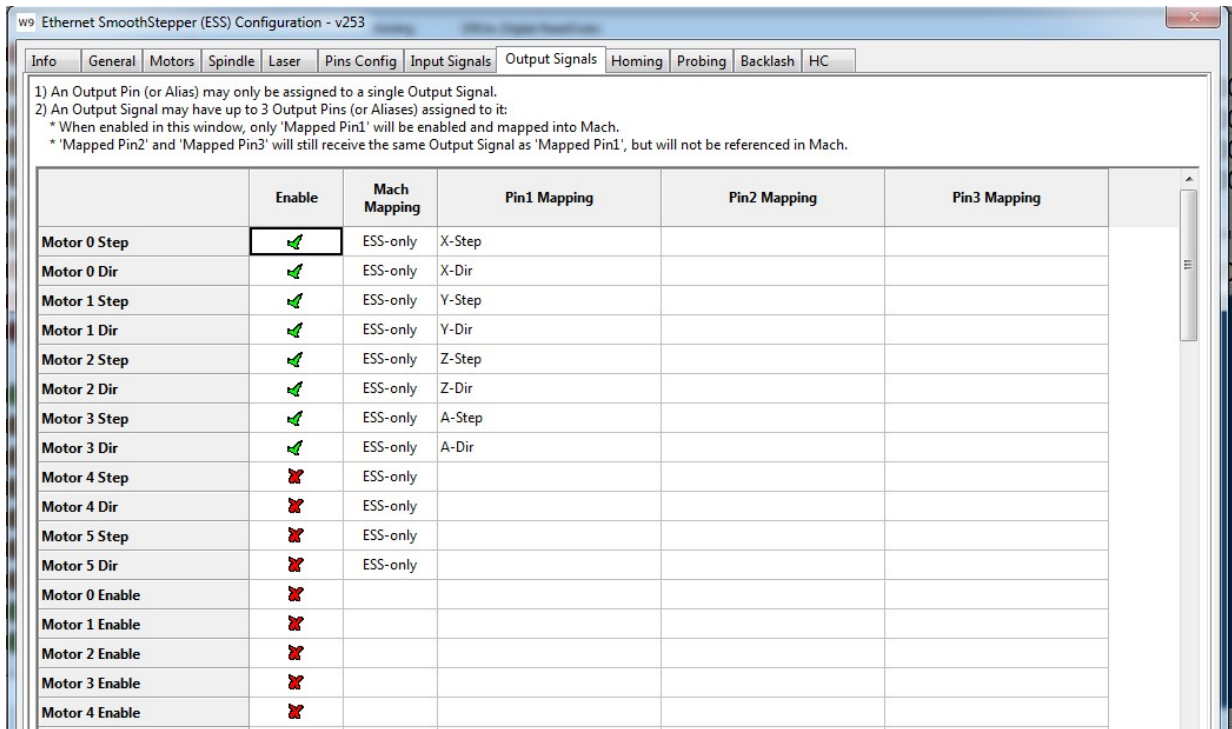 W9 Ethernet SmoothStepper (ESS) Configuration - v253
Info General Motors Spindle Laser Pins Config Input Signals Output Signals Homing Probing Backlash HC
1) An Output Pin (or Alias) may only be assigned to a single Output Signal.
2) An Output Signal may have up to 3 Output Pins (or Aliases) assigned to it:
* When enabled in this window, only 'Mapped Pin1' will be enabled and mapped into Mach.
* 'Mapped Pin2' and 'Mapped Pin3' will still receive the same Output Signal as 'Mapped Pin1', but will not be referenced in Mach.
Enable Mach Mapping Pin1 Mapping Pin2 Mapping Pin3 Mapping
Motor 0 Step ESS-only X-Step
Motor 0 Dir ESS-only X-Dir
Motor 1 Step ESS-only Y-Step
Motor 1 Dir ESS-only Y-Dir
Motor 2 Step ESS-only Z-Step
Motor 2 Dir ESS-only Z-Dir
Motor 3 Step ESS-only A-Step
Motor 3 Dir ESS-only A-Dir
Motor 4 Step ESS-only
Motor 4 Dir ESS-only
Motor 5 Step ESS-only
Motor 5 Dir ESS-only
Motor 0 Enable
Motor 1 Enable
Motor 2 Enable
Motor 3 Enable
Motor 4 Enable